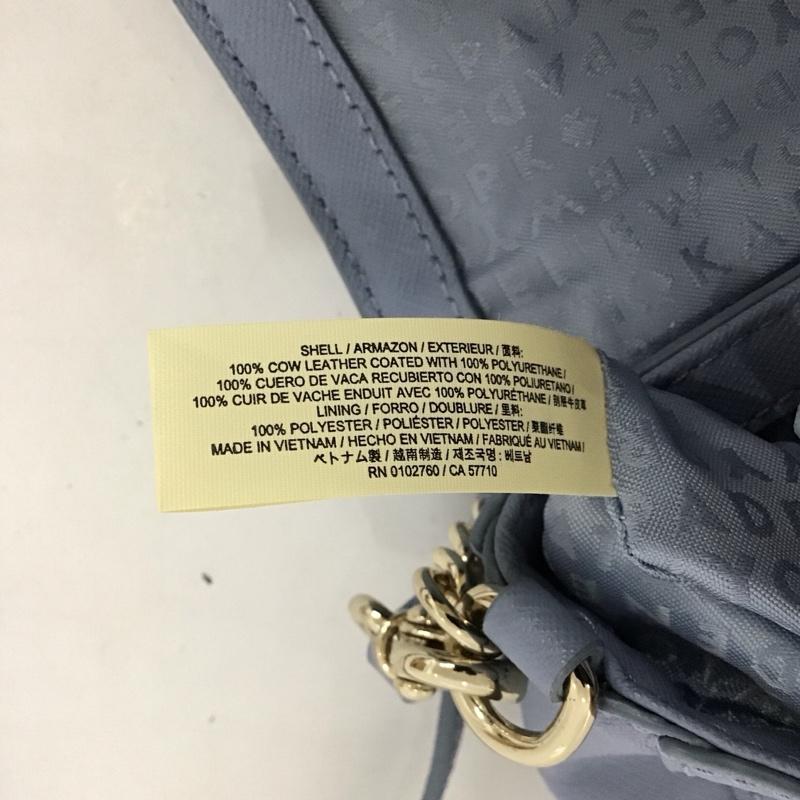 SHELL / ARMAZON / EXTERIEUR / 面料:
100% COW LEATHER COATED WITH 100% POLYURETHANE /
100% CUERO DE VACA RECUBIERTO CON 100% POLIURETANO /
100% CUIR DE VACHE ENDUIT AVEC 100% POLYURÉTHANE / 剖层牛皮革
LINING / FORRO / DOUBLURE / 里料:
100% POLYESTER / POLIÉSTER / POLYESTER / 聚酯纤维
MADE IN VIETNAM / HECHO EN VIETNAM / FABRIQUÉ AU VIETNAM /
ベトナム製 / 越南制造 / 제조국명 : 베트남
RN 0102760 / CA 57710